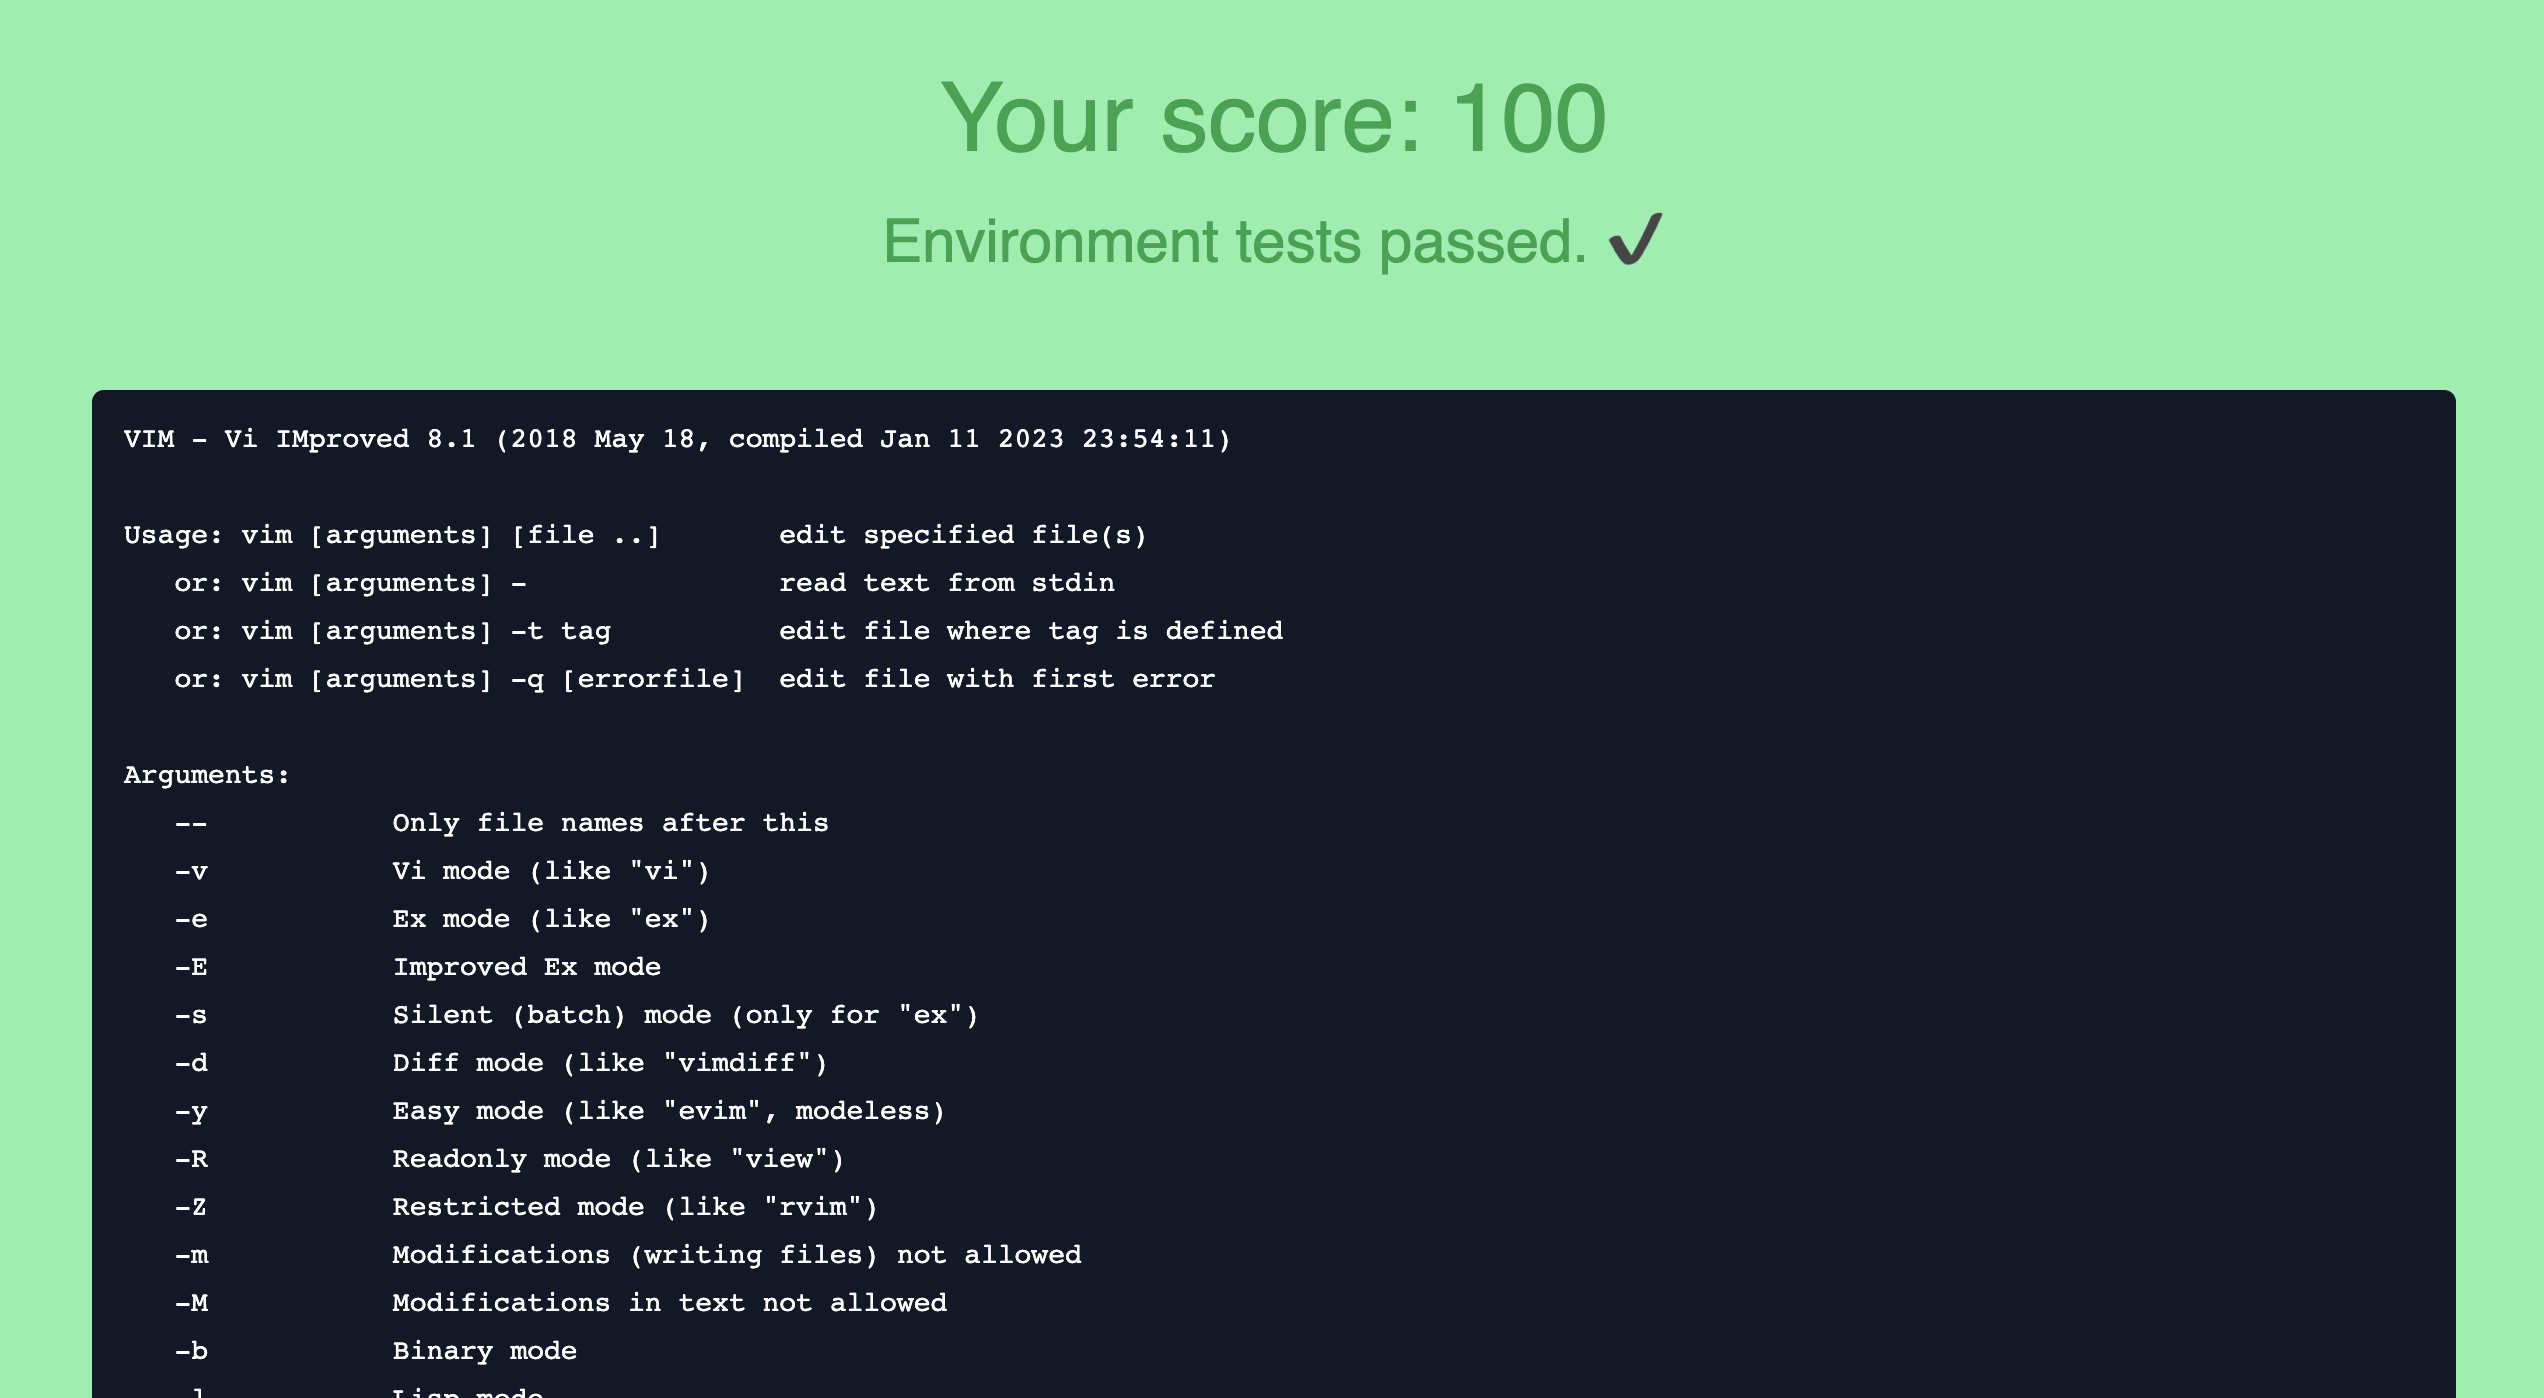 Your score: 100
Environment tests passed. ✔
VIM - Vi IMproved 8.1 (2018 May 18, compiled Jan 11 2023 23:54:11)
Usage: vim [arguments] [file ..]       edit specified file(s)
   or: vim [arguments] -               read text from stdin
   or: vim [arguments] -t tag          edit file where tag is defined
   or: vim [arguments] -q [errorfile]  edit file with first error
Arguments:
   --           Only file names after this
   -v           Vi mode (like "vi")
   -e           Ex mode (like "ex")
   -E           Improved Ex mode
   -s           Silent (batch) mode (only for "ex")
   -d           Diff mode (like "vimdiff")
   -y           Easy mode (like "evim", modeless)
   -R           Readonly mode (like "view")
   -Z           Restricted mode (like "rvim")
   -m           Modifications (writing files) not allowed
   -M           Modifications in text not allowed
   -b           Binary mode
   -l           Lisp mode